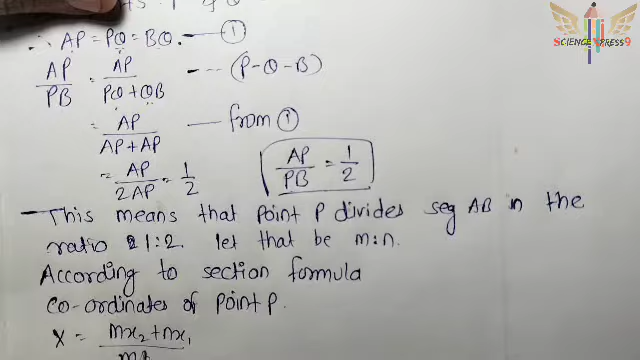 P & Q
SCIENCE XPRESS 9
∴ AP = PQ = BQ. — ①
AP/PB = AP/(PQ + QB) --- (P-Q-B)
= AP/(AP + AP) — from ①
= AP/2AP = 1/2
AP/PB = 1/2
- This means that point P divides seg AB in the
ratio 1:2. let that be m:n.
According to section formula
co-ordinates of point P.
x = mx₂ + nx₁